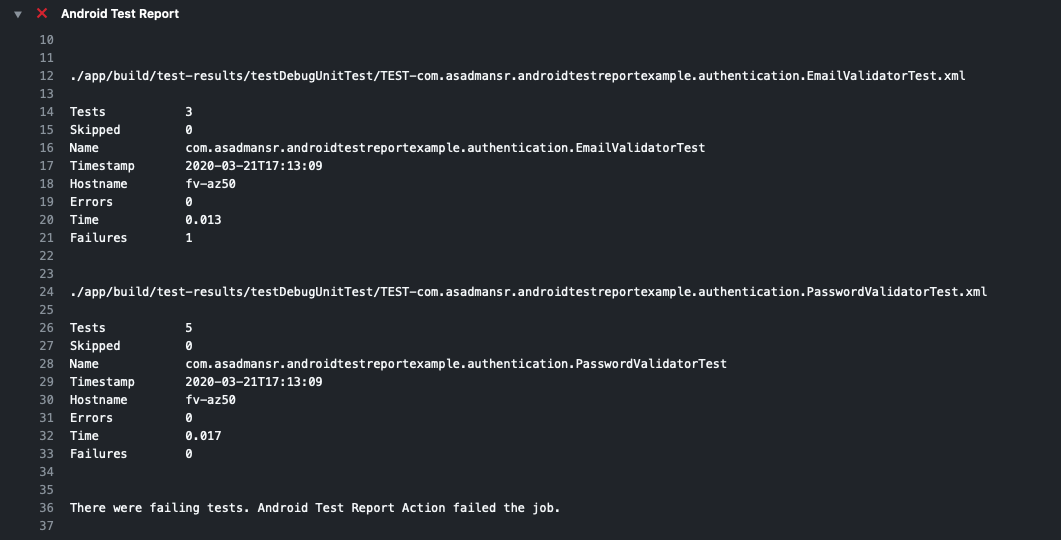 Android Test Report
10
11
12 ./app/build/test-results/testDebugUnitTest/TEST-com.asadmansr.androidtestreportexample.authentication.EmailValidatorTest.xml
13
14 Tests 3
15 Skipped 0
16 Name com.asadmansr.androidtestreportexample.authentication.EmailValidatorTest
17 Timestamp 2020-03-21T17:13:09
18 Hostname fv-az50
19 Errors 0
20 Time 0.013
21 Failures 1
22
23
24 ./app/build/test-results/testDebugUnitTest/TEST-com.asadmansr.androidtestreportexample.authentication.PasswordValidatorTest.xml
25
26 Tests 5
27 Skipped 0
28 Name com.asadmansr.androidtestreportexample.authentication.PasswordValidatorTest
29 Timestamp 2020-03-21T17:13:09
30 Hostname fv-az50
31 Errors 0
32 Time 0.017
33 Failures 0
34
35
36 There were failing tests. Android Test Report Action failed the job.
37